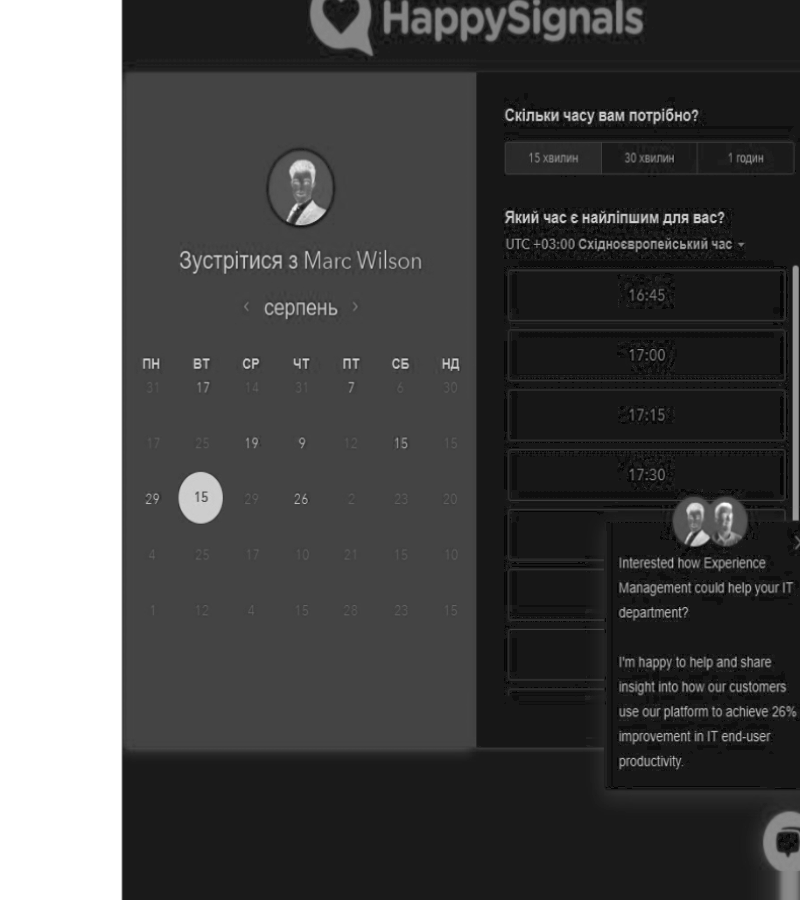 HappySignals
Зустрітися з Marc Wilson
серпень
ПН ВТ СР ЧТ ПТ СБ НД
31 17 14 31 7 6 30
17 25 19 9 12 15 15
29 15 29 26 2 23 20
4 25 17 10 21 15 10
1 12 4 15 28 23 15
Скільки часу вам потрібно?
15 хвилин 30 хвилин 1 годин
Який час є найліпшим для вас?
UTC +03:00 Східноєвропейський час
16:45
17:00
17:15
17:30
Interested how Experience
Management could help your IT
department?
I'm happy to help and share
insight into how our customers
use our platform to achieve 26%
improvement in IT end-user
productivity.